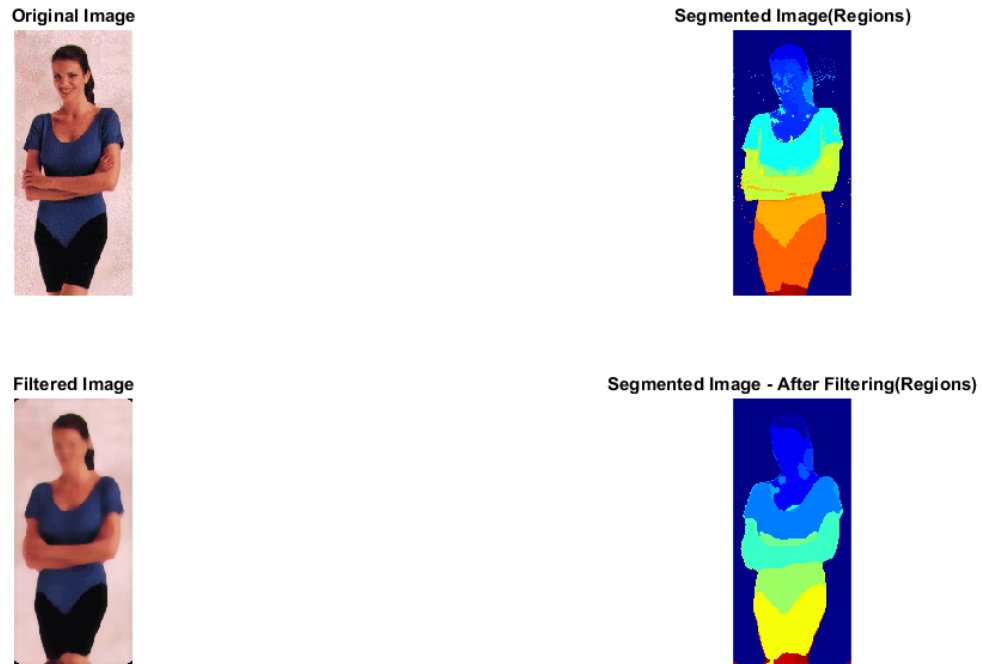 Original Image
Segmented Image(Regions)
Filtered Image
Segmented Image - After Filtering(Regions)